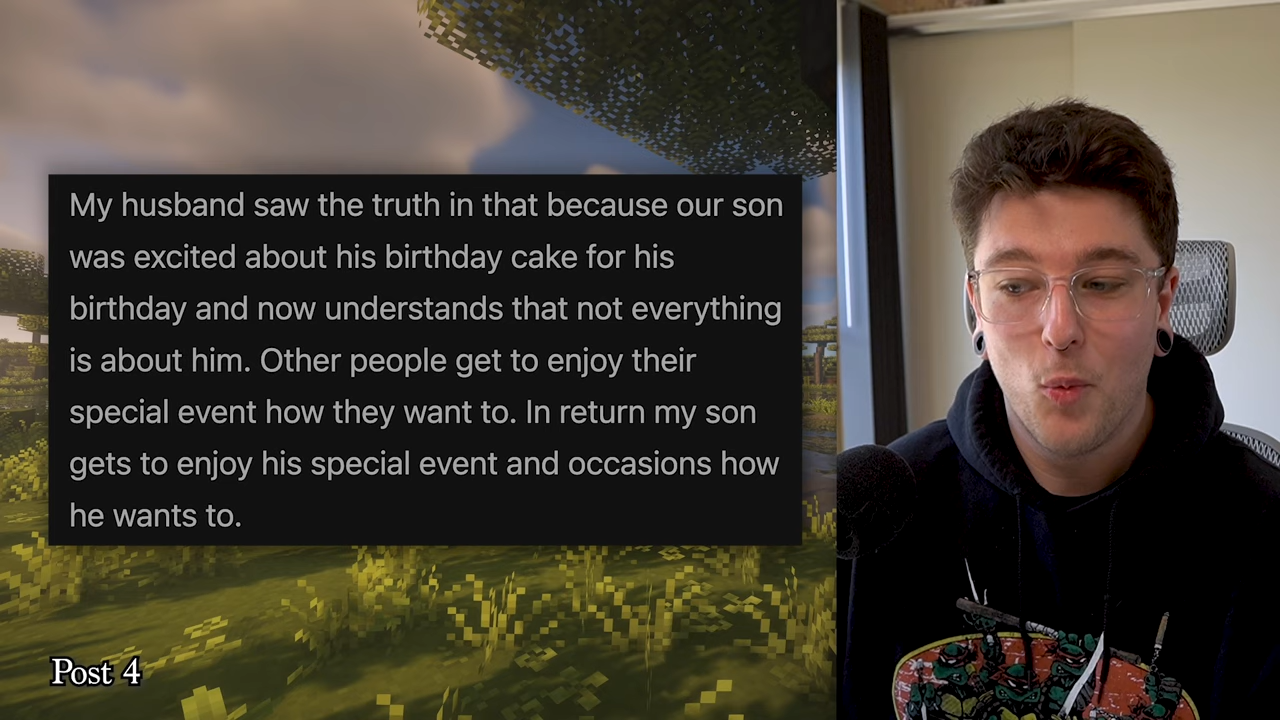 My husband saw the truth in that because our son
was excited about his birthday cake for his
birthday and now understands that not everything
is about him. Other people get to enjoy their
special event how they want to. In return my son
gets to enjoy his special event and occasions how
he wants to.
Post 4